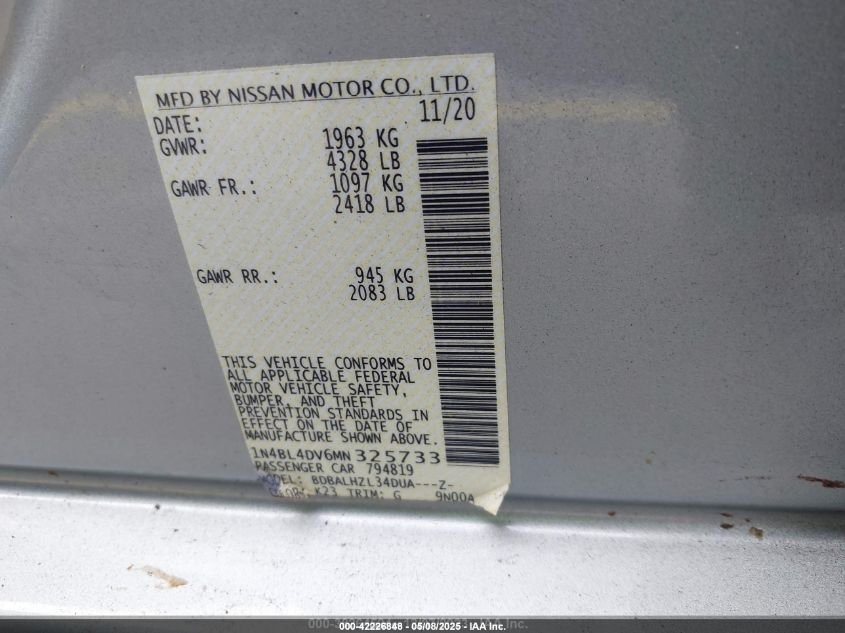 MFD BY NISSAN MOTOR CO., LTD.
DATE: 11/20
GVWR: 1963 KG
4328 LB
GAWR FR.: 1097 KG
2418 LB
GAWR RR.: 945 KG
2083 LB
THIS VEHICLE CONFORMS TO
ALL APPLICABLE FEDERAL
MOTOR VEHICLE SAFETY,
BUMPER, AND THEFT
PREVENTION STANDARDS IN
EFFECT ON THE DATE OF
MANUFACTURE SHOWN ABOVE.
1N4BL4DV6MN325733
PASSENGER CAR 794819
MODEL: BDBALHZL34DUA---Z-
K23 TRIM: G 9N00A
000-42226848 - 05/08/2025 - IAA Inc.